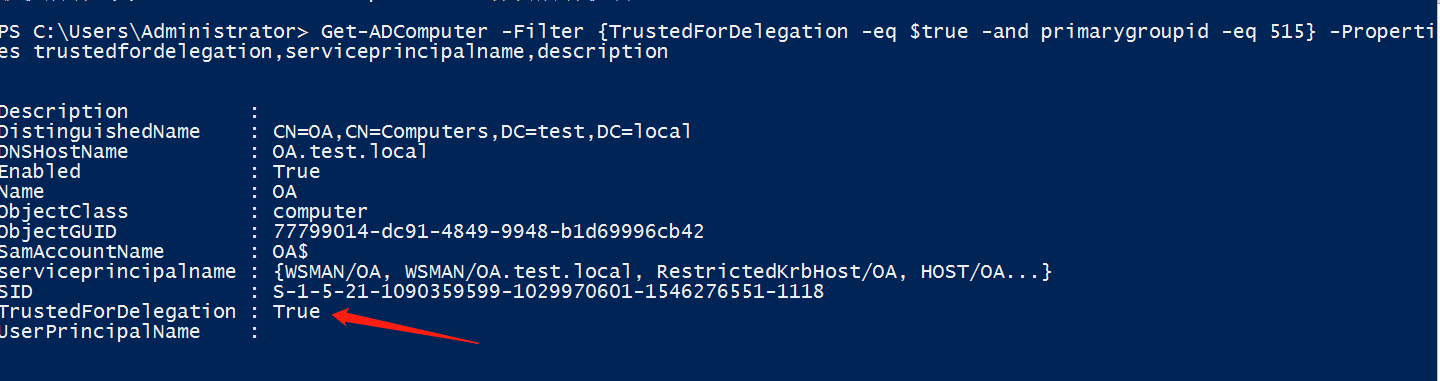 PS C:\Users\Administrator> Get-ADComputer -Filter {TrustedForDelegation -eq $true -and primarygroupid -eq 515} -Properti
es trustedfordelegation,serviceprincipalname,description
Description :
DistinguishedName : CN=OA,CN=Computers,DC=test,DC=local
DNSHostName : OA.test.local
Enabled : True
Name : OA
ObjectClass : computer
ObjectGUID : 77799014-dc91-4849-9948-b1d69996cb42
SamAccountName : OA$
serviceprincipalname : {WSMAN/OA, WSMAN/OA.test.local, RestrictedKrbHost/OA, HOST/OA...}
SID : S-1-5-21-1090359599-1029970601-1546276551-1118
TrustedForDelegation : True
UserPrincipalName :